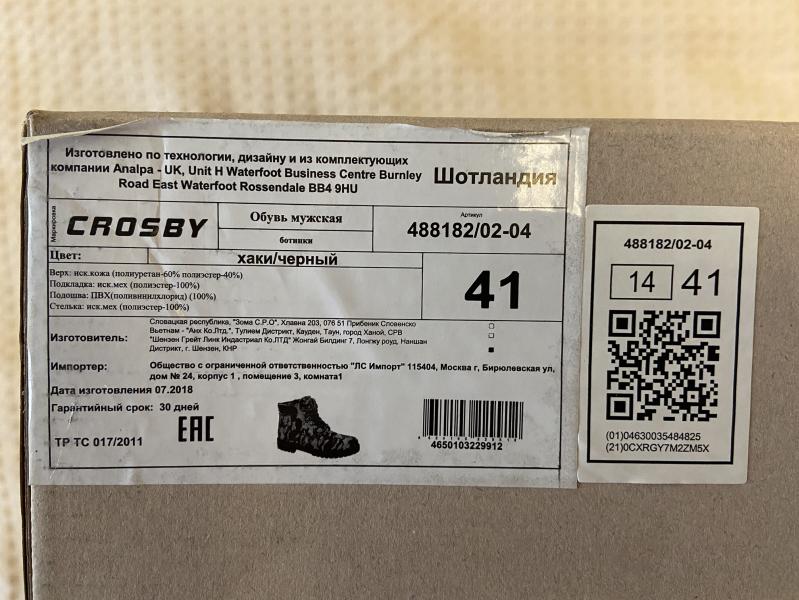 Изготовлено по технологии, дизайну и из комплектующих
компании Analpa - UK, Unit H Waterfoot Business Centre Burnley
Road East Waterfoot Rossendale BB4 9HU
Шотландия
Маркировка
CROSBY
Обувь мужская
ботинки
Артикул
488182/02-04
Цвет:
хаки/черный
Верх: иск.кожа (полиуретан-60% полиэстер-40%)
Подкладка: иск.мех (полиэстер-100%)
Подошва: ПВХ(поливинилхлорид) (100%)
Стелька: иск.мех (полиэстер-100%)
41
Изготовитель:
Словацкая республика, "Зома С.Р.О". Хлавна 203, 076 51 Прибеник Словенско
Вьетнам - "Анх Ко.Лтд.", Тулием Дистрикт, Кауден, Таун, город Ханой, СРВ
"Шензен Грейт Линк Индастриал Ко.ЛТД" Жонгай Билдинг 7, Лонгжу роуд, Наншан
Дистрикт, г. Шензен, КНР
Импортер:
Общество с ограниченной ответственностью "ЛС Импорт" 115404, Москва г, Бирюлевская ул,
дом № 24, корпус 1 , помещение 3, комната1
Дата изготовления 07.2018
Гарантийный срок: 30 дней
ТР ТС 017/2011
EAC
4650103229912
488182/02-04
14 41
(01)04630035484825
(21)0CXRGY7M2ZM5X